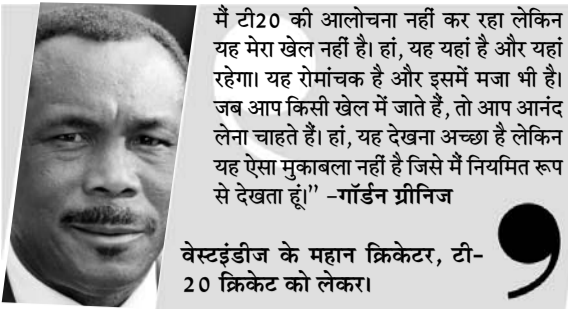 मैं टी20 की आलोचना नहीं कर रहा लेकिन
यह मेरा खेल नहीं है। हां, यह यहां है और यहां
रहेगा। यह रोमांचक है और इसमें मजा भी है।
जब आप किसी खेल में जाते हैं, तो आप आनंद
लेना चाहते हैं। हां, यह देखना अच्छा है लेकिन
यह ऐसा मुकाबला नहीं है जिसे मैं नियमित रूप
से देखता हूं।’’ -गॉर्डन ग्रीनिज
वेस्टइंडीज के महान क्रिकेटर, टी-
20 क्रिकेट को लेकर।